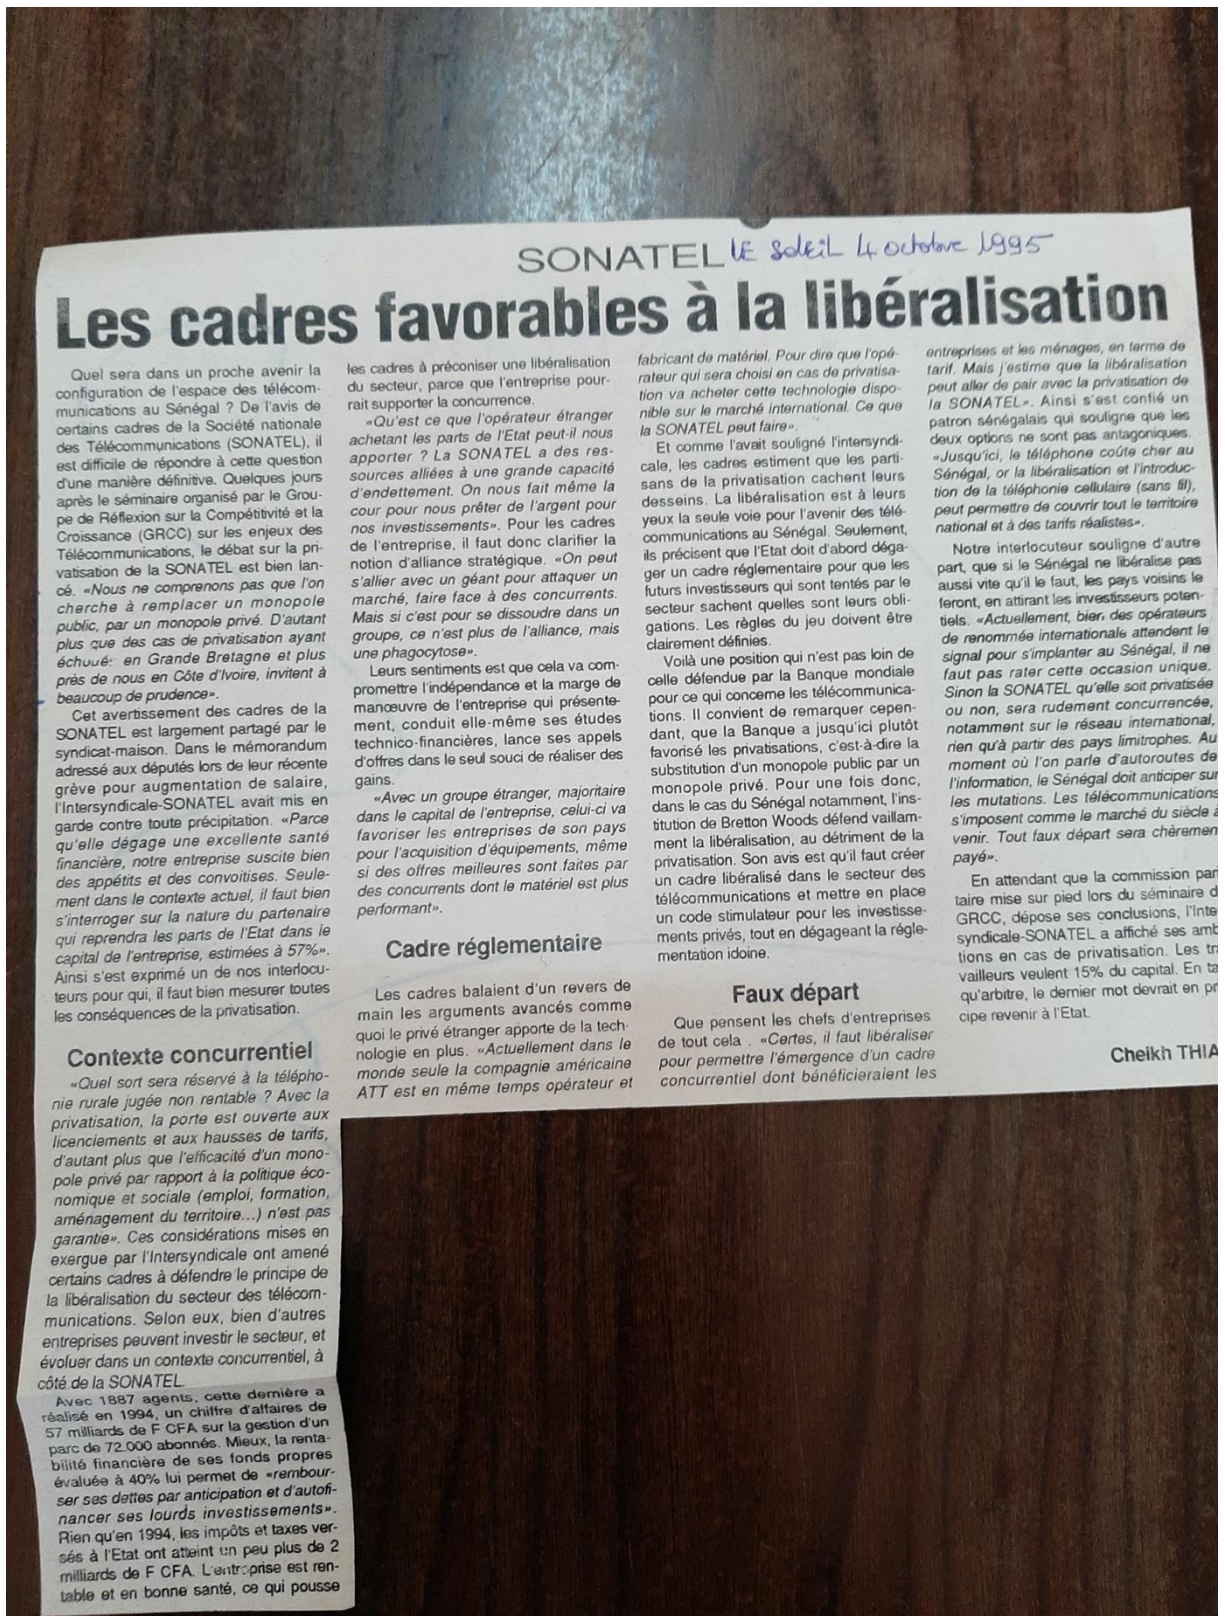 SONATEL LE SOLEIL 4 octobre 1995
Les cadres favorables à la libéralisation
Quel sera dans un proche avenir la
configuration de l'espace des télécom-
munications au Sénégal ? De l'avis de
certains cadres de la Société nationale
des Télécommunications (SONATEL), il
est difficile de répondre à cette question
d'une manière définitive. Quelques jours
après le séminaire organisé par le Grou-
pe de Réflexion sur la Compétitivité et la
Croissance (GRCC) sur les enjeux des
Télécommunications, le débat sur la pri-
vatisation de la SONATEL est bien lan-
cé. «Nous ne comprenons pas que l'on
cherche à remplacer un monopole
public, par un monopole privé. D'autant
plus que des cas de privatisation ayant
échoué en Grande Bretagne et plus
près de nous en Côte d'Ivoire, invitent à
beaucoup de prudence».
Cet avertissement des cadres de la
SONATEL est largement partagé par le
syndicat-maison. Dans le mémorandum
adressé aux députés lors de leur récente
grève pour augmentation de salaire,
l'Intersyndicale-SONATEL avait mis en
garde contre toute précipitation. «Parce
qu'elle dégage une excellente santé
financière, notre entreprise suscite bien
des appétits et des convoitises. Seule-
ment dans le contexte actuel, il faut bien
s'interroger sur la nature du partenaire
qui reprendra les parts de l'Etat dans le
capital de l'entreprise, estimées à 57%».
Ainsi s'est exprimé un de nos interlocu-
teurs pour qui, il faut bien mesurer toutes
les conséquences de la privatisation.
Contexte concurrentiel
«Quel sort sera réservé à la télépho-
nie rurale jugée non rentable ? Avec la
privatisation, la porte est ouverte aux
licenciements et aux hausses de tarifs,
d'autant plus que l'efficacité d'un mono-
pole privé par rapport à la politique éco-
nomique et sociale (emploi, formation,
aménagement du territoire...) n'est pas
garantie». Ces considérations mises en
exergue par l'Intersyndicale ont amené
certains cadres à défendre le principe de
la libéralisation du secteur des télécom-
munications. Selon eux, bien d'autres
entreprises peuvent investir le secteur, et
évoluer dans un contexte concurrentiel, à
côté de la SONATEL
Avec 1887 agents, cette dernière a
réalisé en 1994, un chiffre d'affaires de
57 milliards de F CFA sur la gestion d'un
parc de 72.000 abonnés. Mieux, la renta-
bilité financière de ses fonds propres
évaluée à 40% lui permet de «rembour-
ser ses dettes par anticipation et d'autofi-
nancer ses lourds investissements».
Rien qu'en 1994, les impôts et taxes ver-
sés à l'Etat ont atteint un peu plus de 2
milliards de F CFA. L'entreprise est ren-
table et en bonne santé, ce qui pousse
les cadres à préconiser une libéralisation
du secteur, parce que l'entreprise pour-
rait supporter la concurrence.
«Qu'est ce que l'opérateur étranger
achetant les parts de l'Etat peut-il nous
apporter ? La SONATEL a des res-
sources alliées à une grande capacité
d'endettement. On nous fait même la
cour pour nous prêter de l'argent pour
nos investissements». Pour les cadres
de l'entreprise, il faut donc clarifier la
notion d'alliance stratégique. «On peut
s'allier avec un géant pour attaquer un
marché, faire face à des concurrents.
Mais si c'est pour se dissoudre dans un
groupe, ce n'est plus de l'alliance, mais
une phagocytose».
Leurs sentiments est que cela va com-
promettre l'indépendance et la marge de
manœuvre de l'entreprise qui présente-
ment, conduit elle-même ses études
technico-financières, lance ses appels
d'offres dans le seul souci de réaliser des
gains.
«Avec un groupe étranger, majoritaire
dans le capital de l'entreprise, celui-ci va
favoriser les entreprises de son pays
pour l'acquisition d'équipements, même
si des offres meilleures sont faites par
des concurrents dont le matériel est plus
performant».
Cadre réglementaire
Les cadres balaient d'un revers de
main les arguments avancés comme
quoi le privé étranger apporte de la tech-
nologie en plus. «Actuellement dans le
monde seule la compagnie américaine
ATT est en même temps opérateur et
fabricant de matériel. Pour dire que l'opé-
rateur qui sera choisi en cas de privatisa-
tion va acheter cette technologie dispo-
nible sur le marché international. Ce que
la SONATEL peut faire».
Et comme l'avait souligné l'intersyndi-
cale, les cadres estiment que les parti-
sans de la privatisation cachent leurs
desseins. La libéralisation est à leurs
yeux la seule voie pour l'avenir des télé-
communications au Sénégal. Seulement,
ils précisent que l'Etat doit d'abord déga-
ger un cadre réglementaire pour que les
futurs investisseurs qui sont tentés par le
secteur sachent quelles sont leurs obli-
gations. Les règles du jeu doivent être
clairement définies.
Voilà une position qui n'est pas loin de
celle défendue par la Banque mondiale
pour ce qui concerne les télécommunica-
tions. Il convient de remarquer cepen-
dant, que la Banque a jusqu'ici plutôt
favorisé les privatisations, c'est-à-dire la
substitution d'un monopole public par un
monopole privé. Pour une fois donc,
dans le cas du Sénégal notamment, l'ins-
titution de Bretton Woods défend vaillam-
ment la libéralisation, au détriment de la
privatisation. Son avis est qu'il faut créer
un cadre libéralisé dans le secteur des
télécommunications et mettre en place
un code stimulateur pour les investisse-
ments privés, tout en dégageant la régle-
mentation idoine.
Faux départ
Que pensent les chefs d'entreprises
de tout cela . «Certes, il faut libéraliser
pour permettre l'émergence d'un cadre
concurrentiel dont bénéficieraient les
entreprises et les ménages, en terme de
tarif. Mais j'estime que la libéralisation
peut aller de pair avec la privatisation de
la SONATEL». Ainsi s'est confié un
patron sénégalais qui souligne que les
deux options ne sont pas antagoniques.
«Jusqu'ici, le téléphone coûte cher au
Sénégal, or la libéralisation et l'introduc-
tion de la téléphonie cellulaire (sans fil),
peut permettre de couvrir tout le territoire
national et à des tarifs réalistes».
Notre interlocuteur souligne d'autre
part, que si le Sénégal ne libéralise pas
aussi vite qu'il le faut, les pays voisins le
feront, en attirant les investisseurs poten-
tiels. «Actuellement, bien des opérateurs
de renommée internationale attendent le
signal pour s'implanter au Sénégal, il ne
faut pas rater cette occasion unique.
Sinon la SONATEL qu'elle soit privatisée
ou non, sera rudement concurrencée,
notamment sur le réseau international,
rien qu'à partir des pays limitrophes. Au
moment où l'on parle d'autoroutes de
l'information, le Sénégal doit anticiper sur
les mutations. Les télécommunications
s'imposent comme le marché du siècle à
venir. Tout faux départ sera chèrement
payé».
En attendant que la commission pari
taire mise sur pied lors du séminaire d
GRCC, dépose ses conclusions, l'Inte
syndicale-SONATEL a affiché ses amb
tions en cas de privatisation. Les tra
vailleurs veulent 15% du capital. En ta
qu'arbitre, le dernier mot devrait en pr
cipe revenir à l'Etat.
Cheikh THIA